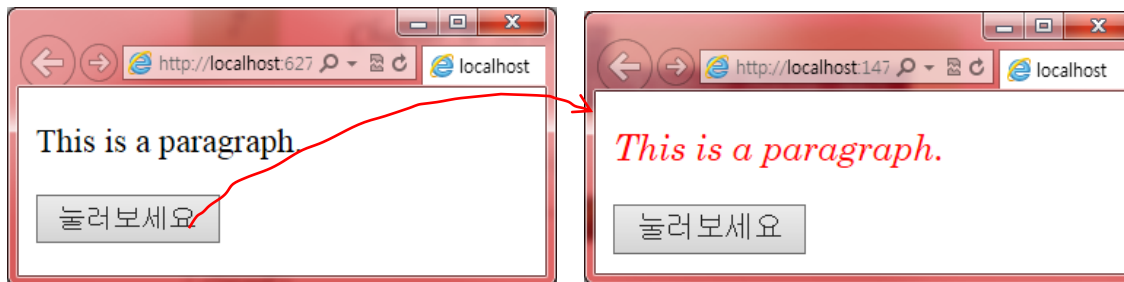 http://localhost:627
localhost
This is a paragraph.
눌러보세요
http://localhost:147
localhost
This is a paragraph.
눌러보세요